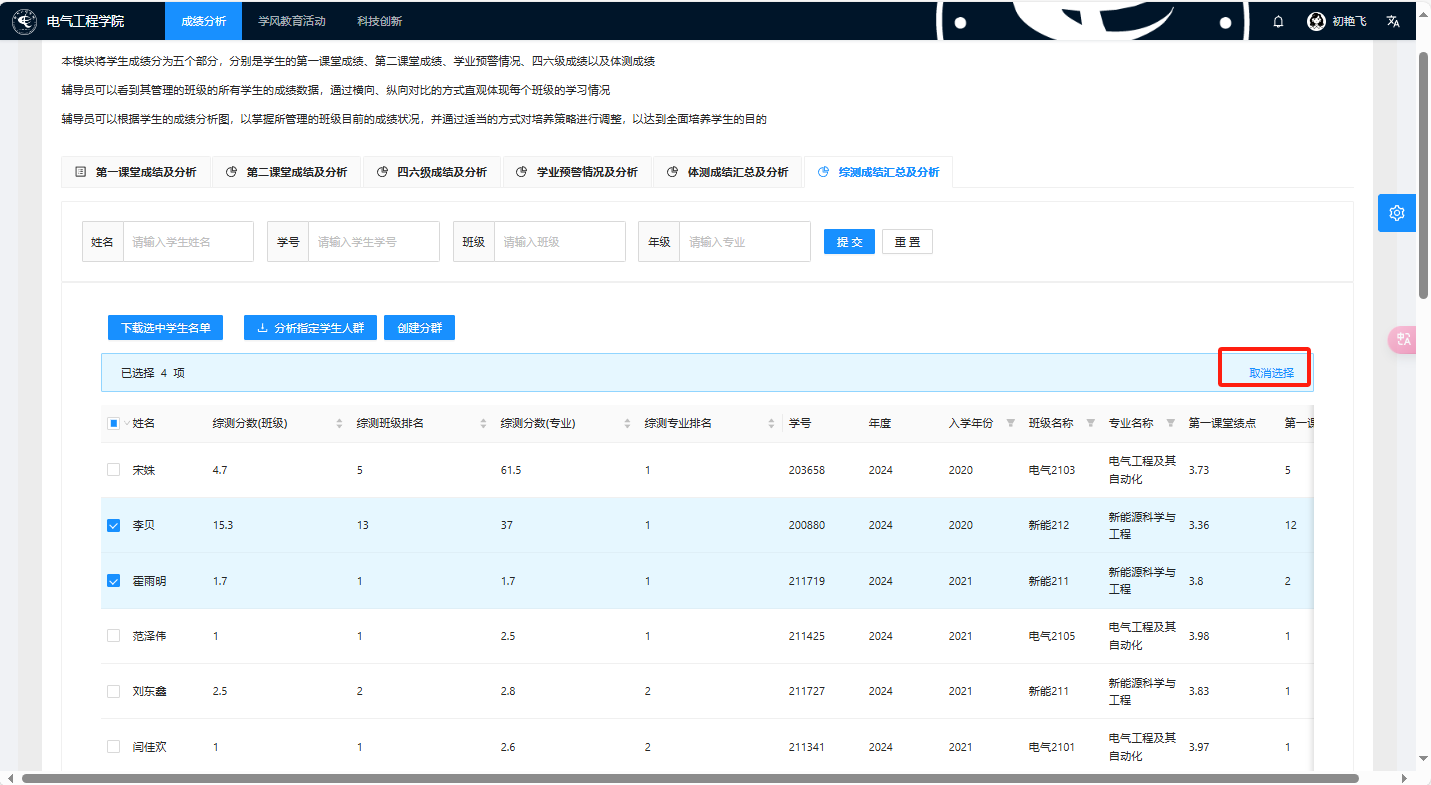 电气工程学院 成绩分析 学风教育活动 科技创新 初艳飞
本模块将学生成绩分为五个部分，分别是学生的第一课堂成绩、第二课堂成绩、学业预警情况、四六级成绩以及体测成绩
辅导员可以看到其管理的班级的所有学生的成绩数据，通过横向、纵向对比的方式直观体现每个班级的学习情况
辅导员可以根据学生的成绩分析图，以掌握所管理的班级目前的成绩状况，并通过适当的方式对培养策略进行调整，以达到全面培养学生的目的
第一课堂成绩及分析 第二课堂成绩及分析 四六级成绩及分析 学业预警情况及分析 体测成绩汇总及分析 综测成绩汇总及分析
姓名 请输入学生姓名 学号 请输入学生学号 班级 请输入班级 年级 请输入专业 提 交 重 置
下载选中学生名单 分析指定学生人群 创建分群
已选择 4 项 取消选择
姓名 综测分数(班级) 综测班级排名 综测分数(专业) 综测专业排名 学号 年度 入学年份 班级名称 专业名称 第一课堂绩点 第一课
宋姝 4.7 5 61.5 1 203658 2024 2020 电气2103 电气工程及其 3.73 5
自动化
李贝 15.3 13 37 1 200880 2024 2020 新能212 新能源科学与 3.36 12
工程
霍雨明 1.7 1 1.7 1 211719 2024 2021 新能211 新能源科学与 3.8 2
工程
范泽伟 1 1 2.5 1 211425 2024 2021 电气2105 电气工程及其 3.98 1
自动化
刘东鑫 2.5 2 2.8 2 211727 2024 2021 新能211 新能源科学与 3.83 1
工程
闫佳欢 1 1 2.6 2 211341 2024 2021 电气2101 电气工程及其 3.97 1
自动化